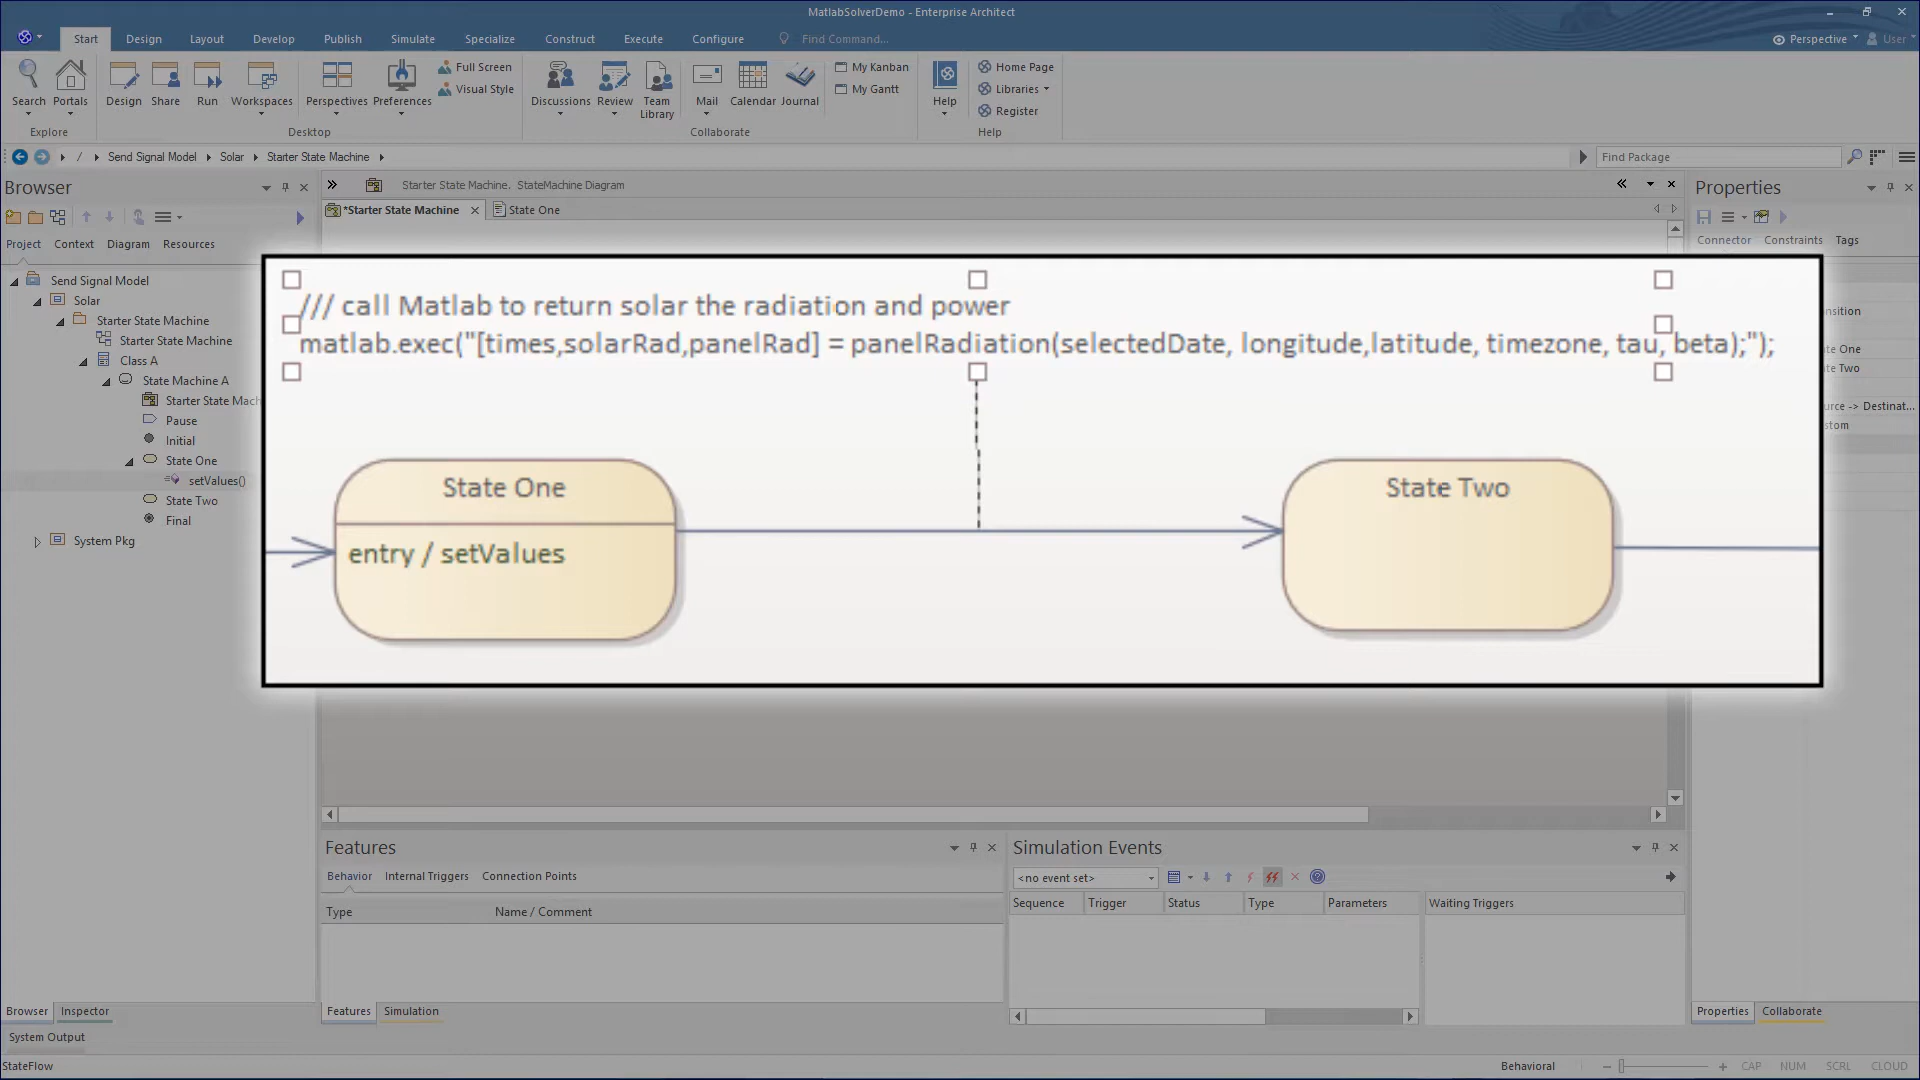 MatlabSolverDemo - Enterprise Architect
Start Design Layout Develop Publish Simulate Specialize Construct Execute Configure Find Command... Perspective User
Search Portals Design Share Run Workspaces Perspectives Preferences Full Screen Visual Style Discussions Review Team Library Mail Calendar Journal My Kanban My Gantt Help Home Page Libraries Register
Explore Desktop Collaborate Help
/ Send Signal Model Solar Starter State Machine Find Package
Browser
Project Context Diagram Resources
Send Signal Model
Solar
Starter State Machine
Starter State Machine
Class A
State Machine A
Starter State Mach
Pause
Initial
State One
setValues()
State Two
Final
System Pkg
Starter State Machine. StateMachine Diagram
*Starter State Machine State One
/// call Matlab to return solar the radiation and power
matlab.exec("[times,solarRad,panelRad] = panelRadiation(selectedDate, longitude,latitude, timezone, tau, beta);");
State One
entry / setValues
State Two
Properties
Connector Constraints Tags
nsition
te One
te Two
urce -> Destinat...
stom
Features
Behavior Internal Triggers Connection Points
Type Name / Comment
Simulation Events
<no event set>
Sequence Trigger Status Type Parameters Waiting Triggers
Browser Inspector
Features Simulation
Properties Collaborate
System Output
StateFlow
Behavioral CAP NUM SCRL CLOUD